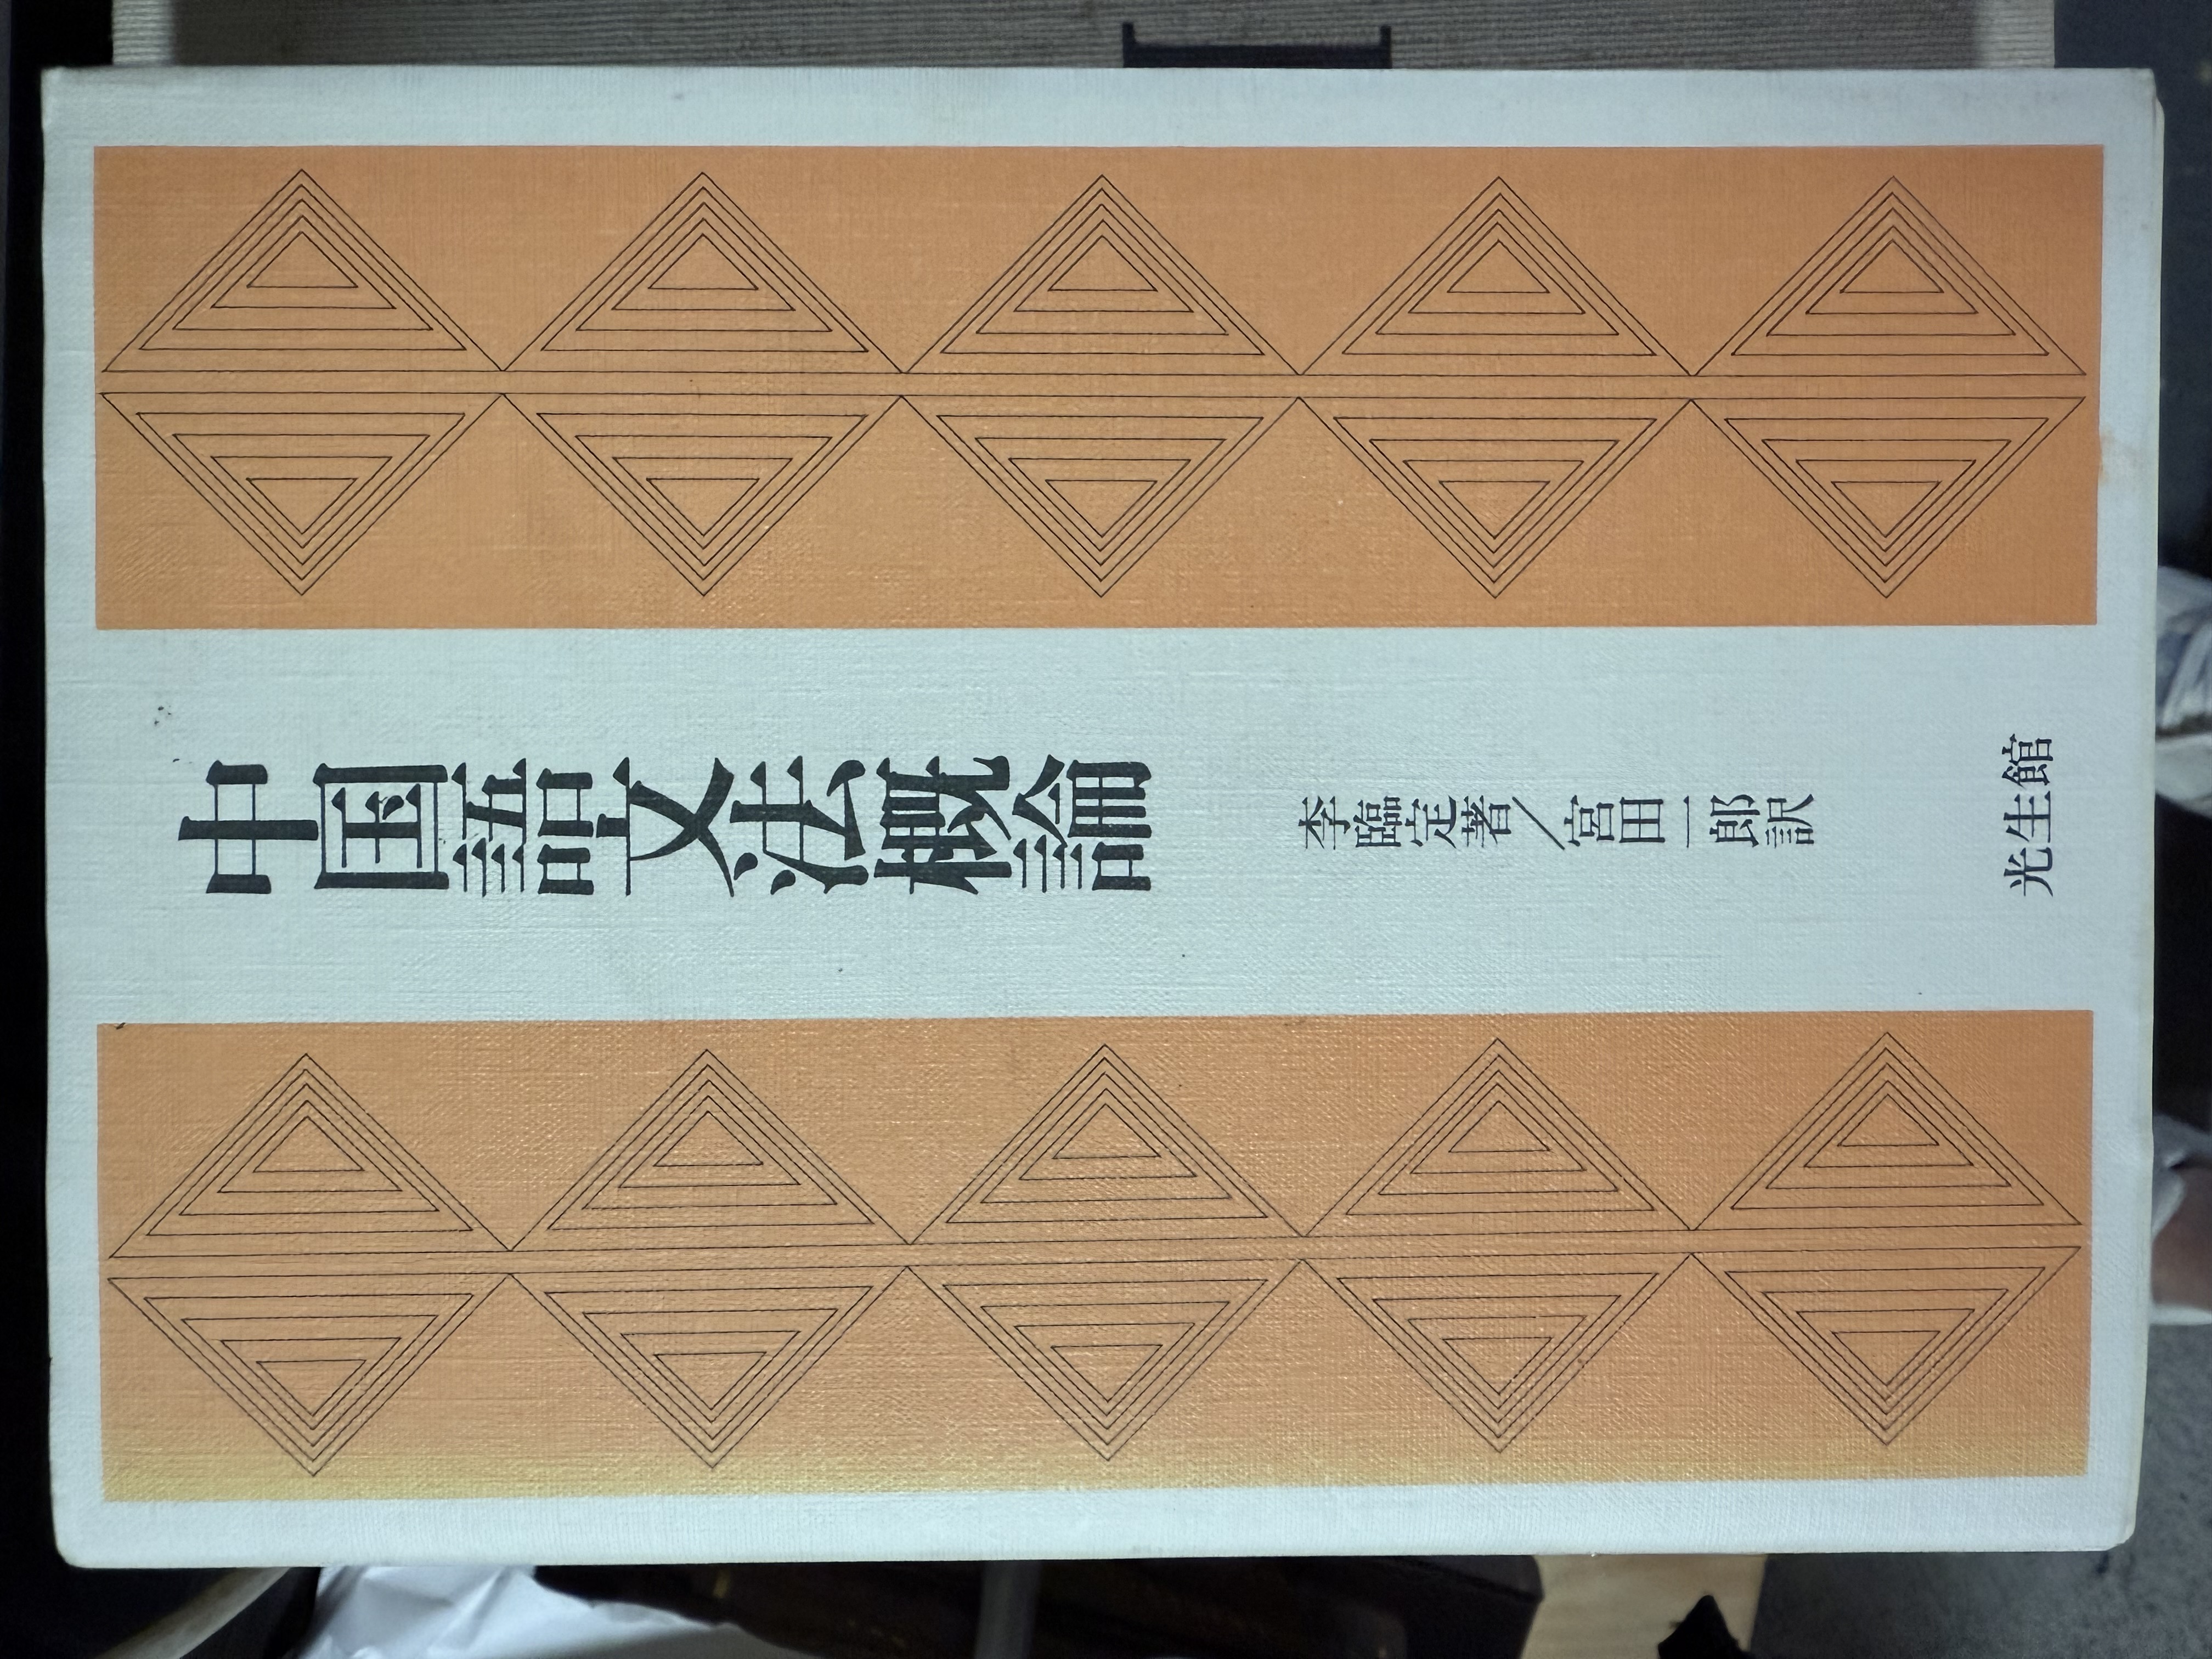 中国語文法概論
李臨定著／宮田一郎訳
光生館